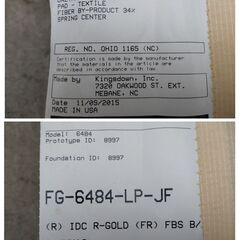 PAD - TEXTILE
FIBER BY-PRODUCT 34%
SPRING CENTER
REG. NO. OHIO 1165 (NC)
Certification is made by the manufacturer
that the materials in this article
are described in accordance with law.
Made by:
Kingsdown, Inc.
7320 OAKWOOD ST. EXT.
MEBANE, NC
Date 11/09/2015
MADE IN USA
Model: 6484
Prototype ID: 8997
Foundation ID: 8997
FG-6484-LP-JF
(R) IDC R-GOLD (FR) FBS B/